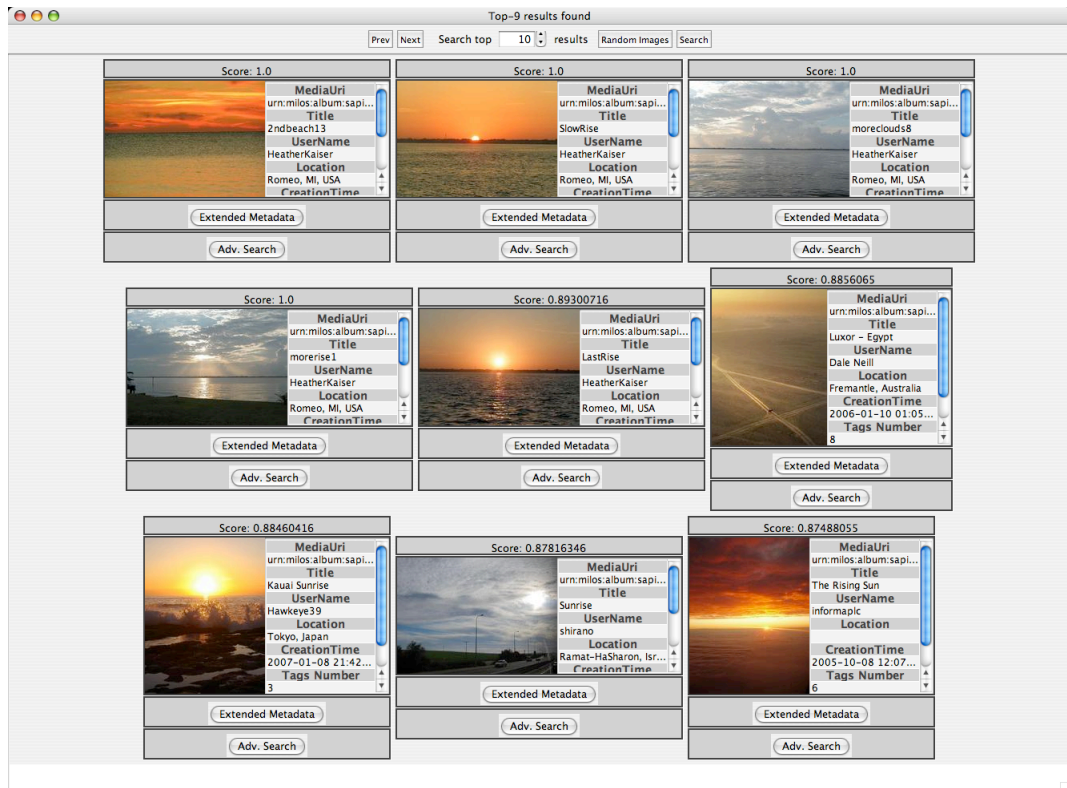 Top-9 results found
Prev Next Search top 10 results Random Images Search
Score: 1.0
MediaUri
urn:milos:album:sapi...
Title
2ndbeach13
UserName
HeatherKaiser
Location
Romeo, MI, USA
CreationTime
Extended Metadata
Adv. Search
Score: 1.0
MediaUri
urn:milos:album:sapi...
Title
SlowRise
UserName
HeatherKaiser
Location
Romeo, MI, USA
CreationTime
Extended Metadata
Adv. Search
Score: 1.0
MediaUri
urn:milos:album:sapi...
Title
moreclouds8
UserName
HeatherKaiser
Location
Romeo, MI, USA
CreationTime
Extended Metadata
Adv. Search
Score: 1.0
MediaUri
urn:milos:album:sapi...
Title
morerise1
UserName
HeatherKaiser
Location
Romeo, MI, USA
CreationTime
Extended Metadata
Adv. Search
Score: 0.89300716
MediaUri
urn:milos:album:sapi...
Title
LastRise
UserName
HeatherKaiser
Location
Romeo, MI, USA
CreationTime
Extended Metadata
Adv. Search
Score: 0.8856065
MediaUri
urn:milos:album:sapi...
Title
Luxor - Egypt
UserName
Dale Neill
Location
Fremantle, Australia
CreationTime
2006-01-10 01:05...
Tags Number
8
Extended Metadata
Adv. Search
Score: 0.88460416
MediaUri
urn:milos:album:sapi...
Title
Kauai Sunrise
UserName
Hawkeye39
Location
Tokyo, Japan
CreationTime
2007-01-08 21:42...
Tags Number
3
Extended Metadata
Adv. Search
Score: 0.87816346
MediaUri
urn:milos:album:sapi...
Title
Sunrise
UserName
shirano
Location
Ramat-HaSharon, Isr...
CreationTime
Extended Metadata
Adv. Search
Score: 0.87488055
MediaUri
urn:milos:album:sapi...
Title
The Rising Sun
UserName
informaplc
Location
CreationTime
2005-10-08 12:07...
Tags Number
6
Extended Metadata
Adv. Search